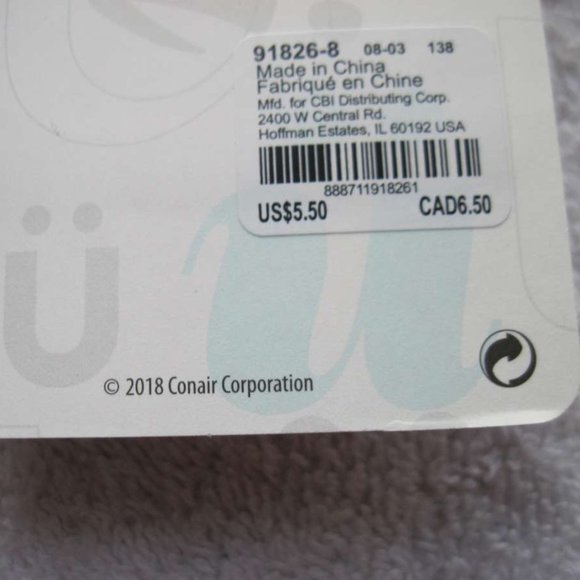 91826-8 08-03 138
Made in China
Fabriqué en Chine
Mfd. for CBI Distributing Corp.
2400 W Central Rd.
Hoffman Estates, IL 60192 USA
888711918261
US$5.50 CAD6.50
ü u
© 2018 Conair Corporation